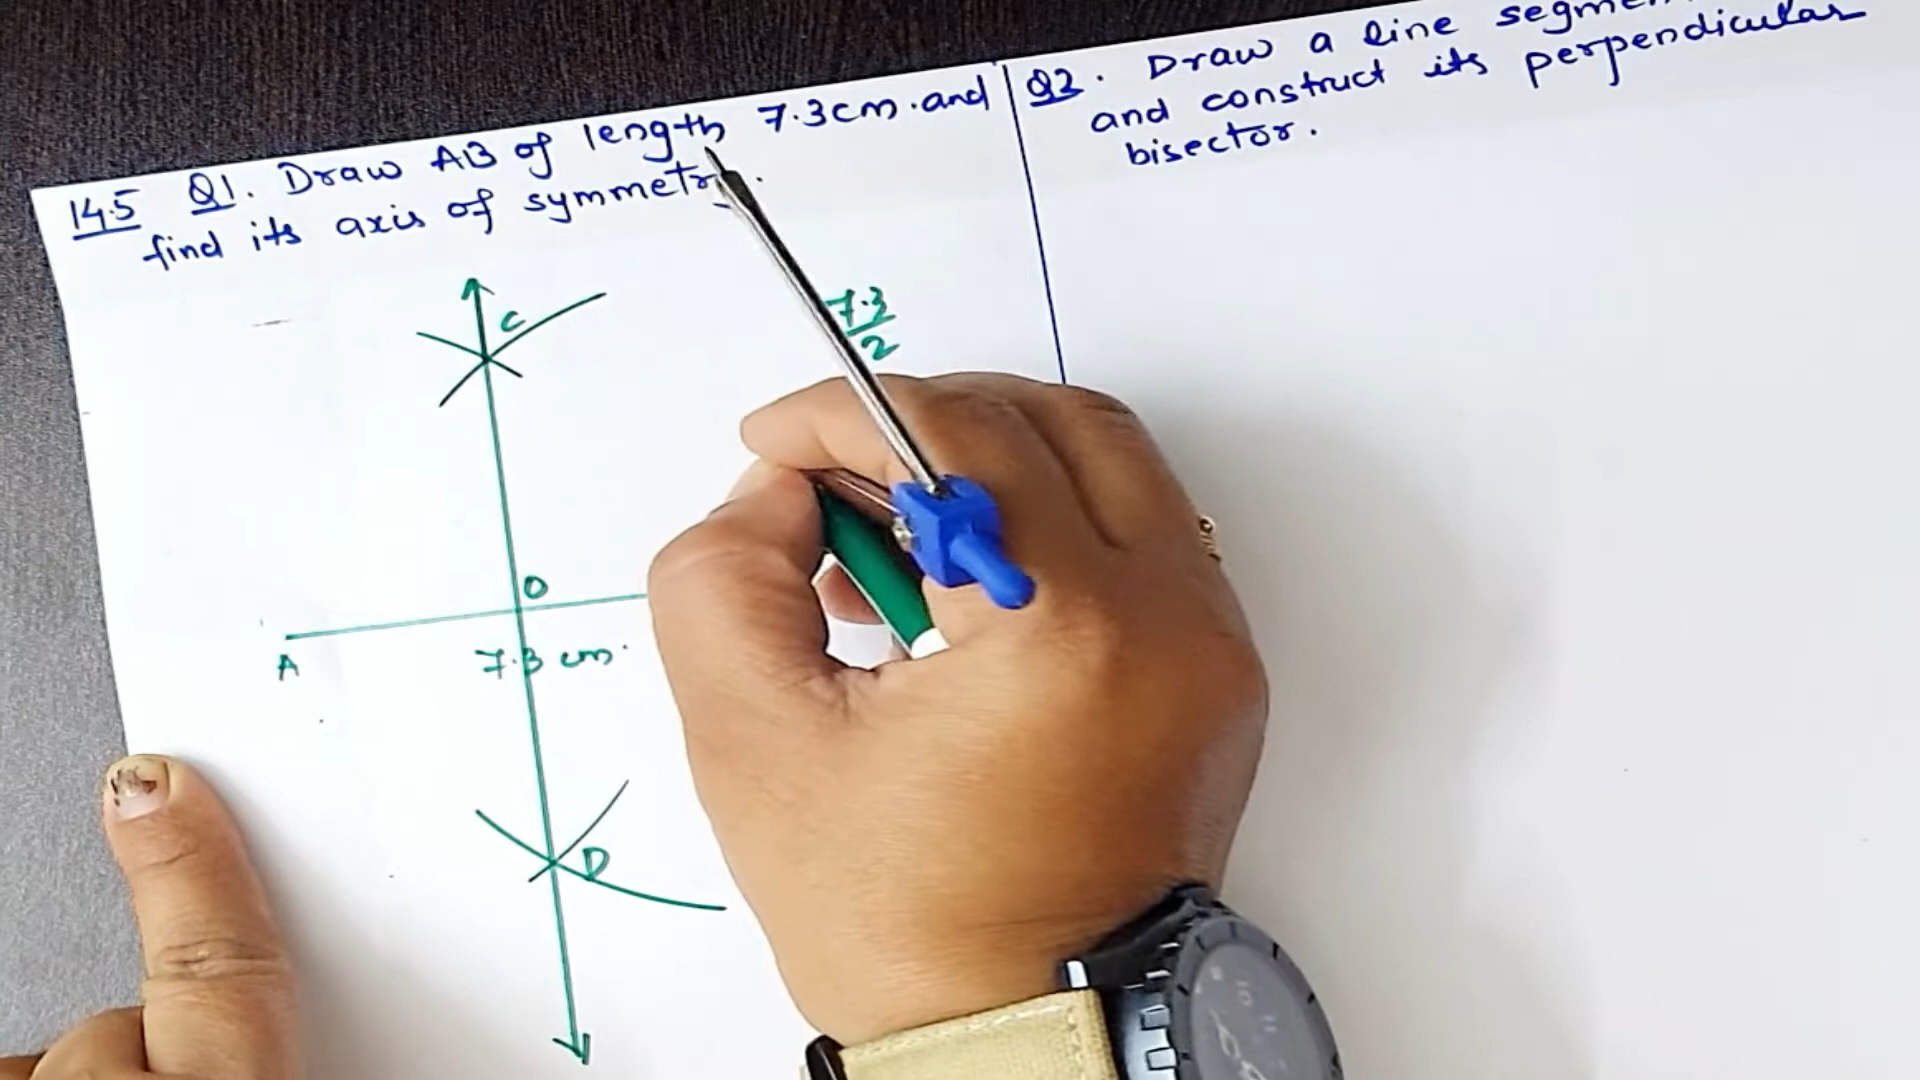 14.5 Q1. Draw AB of length 7.3cm. and
find its axis of symmetry.
C
7.3
2
O
A
7.3 cm.
D
Q2. Draw a line
and construct its perpendicular
bisector.